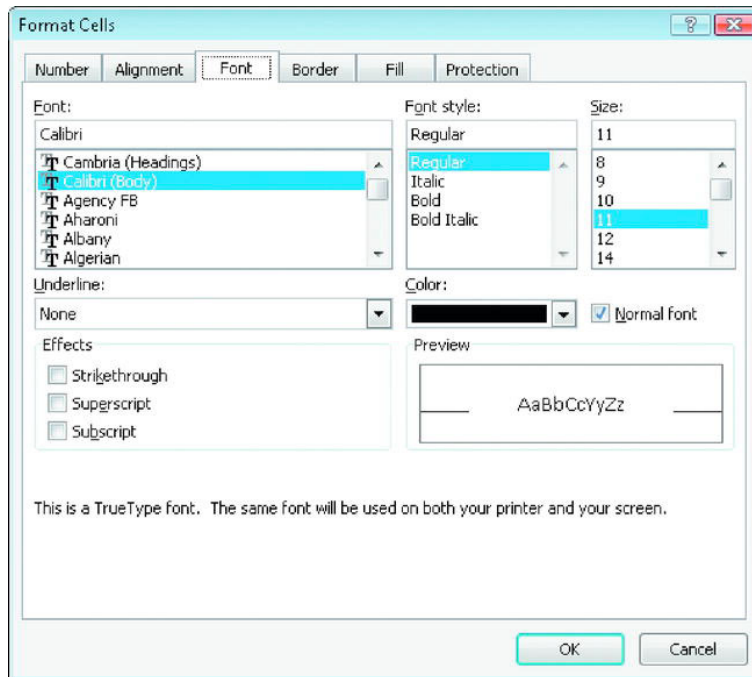 Format Cells
Number Alignment Font Border Fill Protection
Font: Font style: Size:
Calibri Regular 11
Cambria (Headings) Regular 8
Calibri (Body) Italic 9
Agency FB Bold 10
Aharoni Bold Italic 11
Albany 12
Algerian 14
Underline: Color:
None Normal font
Effects Preview
Strikethrough
Superscript AaBbCcYyZz
Subscript
This is a TrueType font. The same font will be used on both your printer and your screen.
OK Cancel